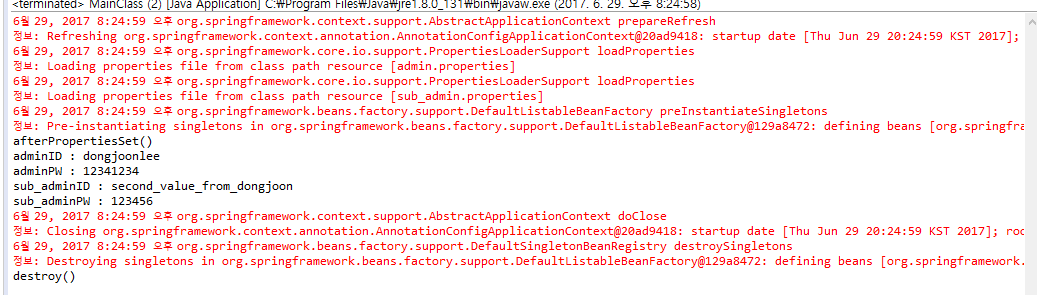 <terminated> MainClass (2) [Java Application] C:₩Program Files₩Java₩jre1.8.0_131₩bin₩javaw.exe (2017. 6. 29. 오후 8:24:58)
6월 29, 2017 8:24:59 오후 org.springframework.context.support.AbstractApplicationContext prepareRefresh
정보: Refreshing org.springframework.context.annotation.AnnotationConfigApplicationContext@20ad9418: startup date [Thu Jun 29 20:24:59 KST 2017];
6월 29, 2017 8:24:59 오후 org.springframework.core.io.support.PropertiesLoaderSupport loadProperties
정보: Loading properties file from class path resource [admin.properties]
6월 29, 2017 8:24:59 오후 org.springframework.core.io.support.PropertiesLoaderSupport loadProperties
정보: Loading properties file from class path resource [sub_admin.properties]
6월 29, 2017 8:24:59 오후 org.springframework.beans.factory.support.DefaultListableBeanFactory preInstantiateSingletons
정보: Pre-instantiating singletons in org.springframework.beans.factory.support.DefaultListableBeanFactory@129a8472: defining beans [org.springfra
afterPropertiesSet()
adminID : dongjoonlee
adminPW : 12341234
sub_adminID : second_value_from_dongjoon
sub_adminPW : 123456
6월 29, 2017 8:24:59 오후 org.springframework.context.support.AbstractApplicationContext doClose
정보: Closing org.springframework.context.annotation.AnnotationConfigApplicationContext@20ad9418: startup date [Thu Jun 29 20:24:59 KST 2017]; roo
6월 29, 2017 8:24:59 오후 org.springframework.beans.factory.support.DefaultSingletonBeanRegistry destroySingletons
정보: Destroying singletons in org.springframework.beans.factory.support.DefaultListableBeanFactory@129a8472: defining beans [org.springframework.
destroy()